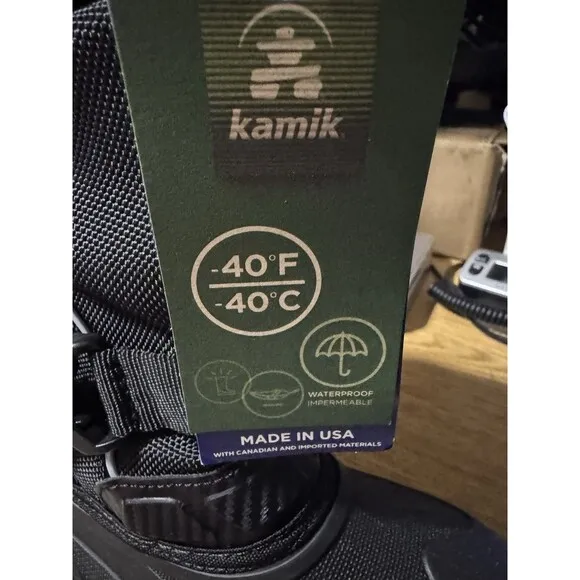 kamik
-40°F
-40°C
WATERPROOF
IMPERMÉABLE
MADE IN USA
WITH CANADIAN AND IMPORTED MATERIALS